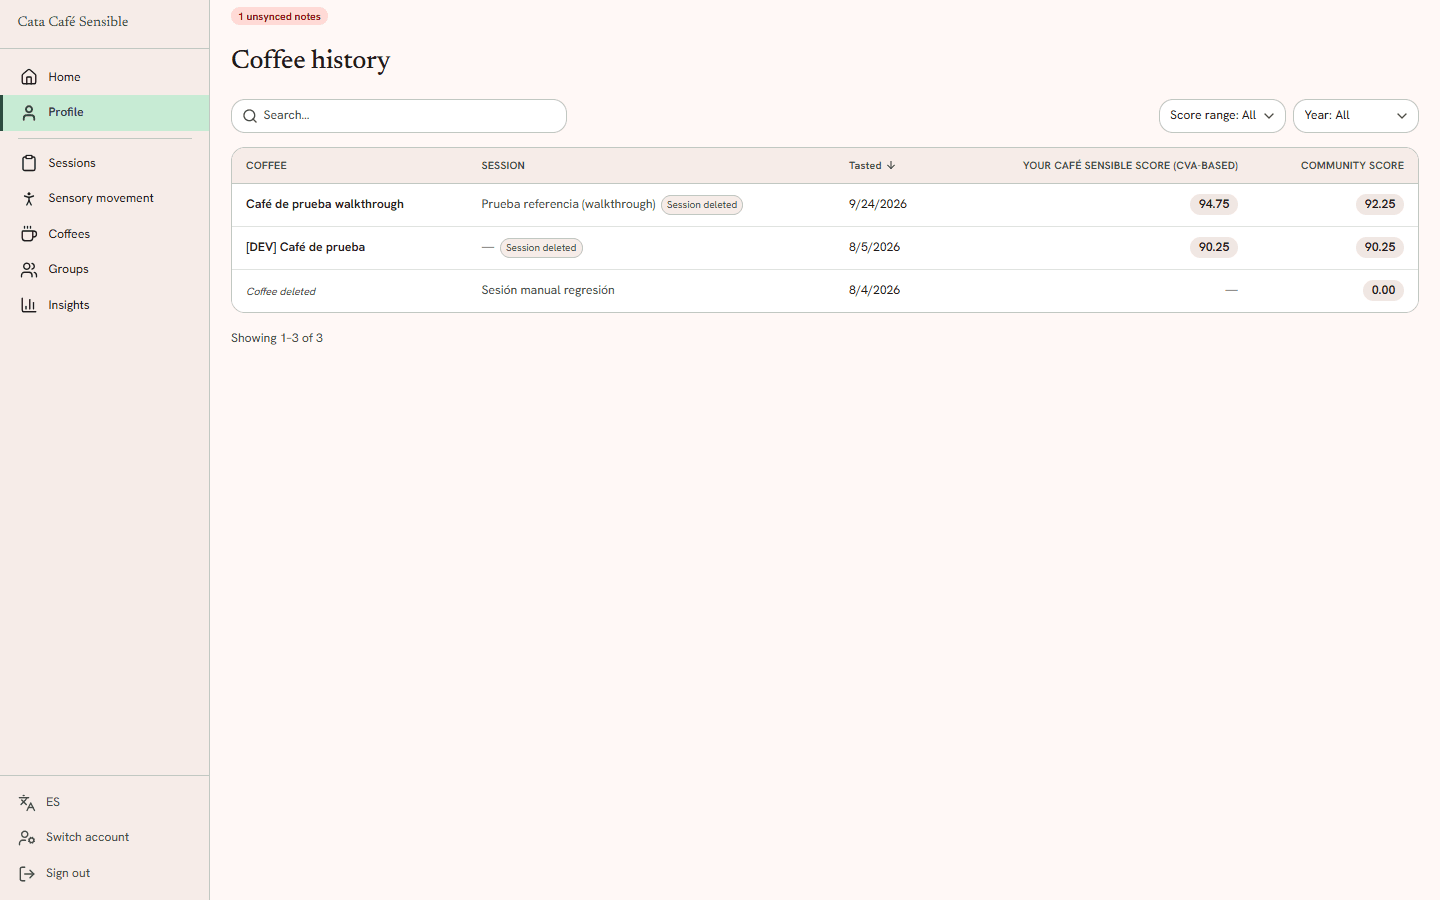 Cata Café Sensible
Home
Profile
Sessions
Sensory movement
Coffees
Groups
Insights
ES
Switch account
Sign out
1 unsynced notes
Coffee history
Search...
Score range: All
Year: All
COFFEE SESSION Tasted ↓ YOUR CAFÉ SENSIBLE SCORE (CVA-BASED) COMMUNITY SCORE
Café de prueba walkthrough Prueba referencia (walkthrough) Session deleted 9/24/2026 94.75 92.25
[DEV] Café de prueba — Session deleted 8/5/2026 90.25 90.25
Coffee deleted Sesión manual regresión 8/4/2026 — 0.00
Showing 1–3 of 3